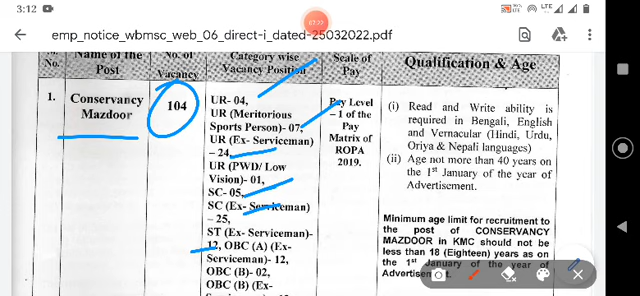 3:12
07:22
LTE
emp_notice_wbmsc_web_06_direct-i_dated-25032022.pdf
No.
Name of the
Post
No. of
Vacancy
Category wise
Vacancy Position
Scale of
Pay
Qualification & Age
1.
Conservancy
Mazdoor
104
UR- 04,
UR (Meritorious
Sports Person)- 07,
UR (Ex- Serviceman)
– 24,
UR (PWD/ Low
Vision)- 01,
SC- 05,
SC (Ex- Serviceman)
– 25,
ST (Ex- Serviceman)-
12, OBC (A) (Ex-
Serviceman)- 12,
OBC (B)- 02,
OBC (B) (Ex-
Pay Level
– 1 of the
Pay
Matrix of
ROPA
2019.
(i) Read and Write ability is
required in Bengali, English
and Vernacular (Hindi, Urdu,
Oriya & Nepali languages)
(ii) Age not more than 40 years on
the 1st January of the year of
Advertisement.
Minimum age limit for recruitment to
the post of CONSERVANCY
MAZDOOR in KMC should not be
less than 18 (Eighteen) years as on
the 1st January of the year of
Advertisement.